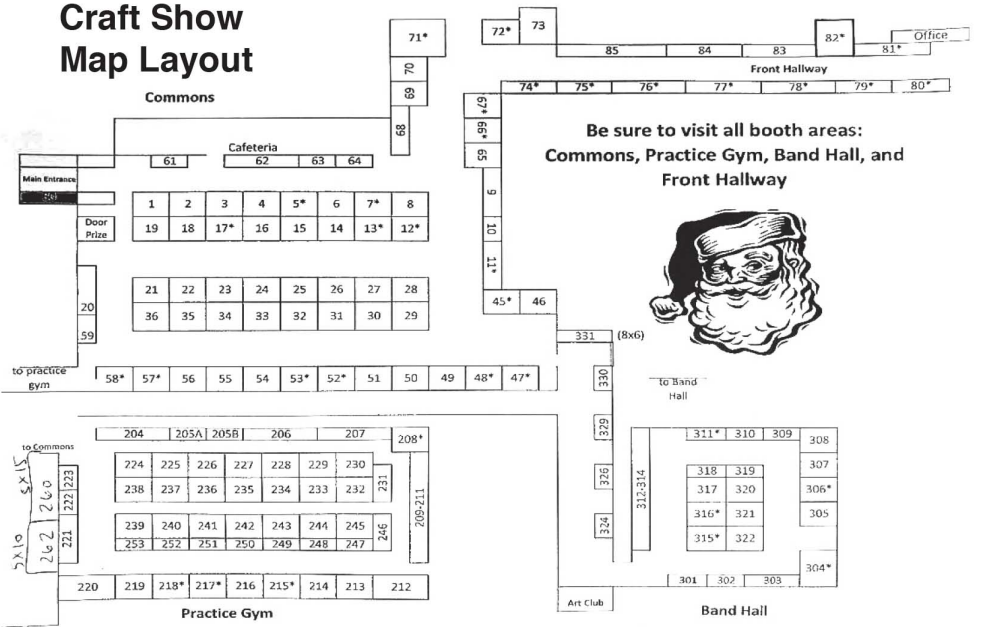 Craft Show
Map Layout
Commons
71*
70
69
68
72*
73
85
84
83
82*
81*
Office
Front Hallway
74*
75*
76*
77*
78*
79*
80*
67*
66*
65
9
10
11*
45*
46
Be sure to visit all booth areas:
Commons, Practice Gym, Band Hall, and
Front Hallway
Cafeteria
61
62
63
64
Main Entrance
60
Door
Prize
1 2 3 4 5* 6 7* 8
19 18 17* 16 15 14 13* 12*
21 22 23 24 25 26 27 28
36 35 34 33 32 31 30 29
20
59
to practice
gym
58* 57* 56 55 54 53* 52* 51 50 49 48* 47*
331
(8x6)
330
329
326
324
to Band
Hall
to Commons
204 205A 205B 206 207
208*
224 225 226 227 228 229 230
238 237 236 235 234 233 232
231
239 240 241 242 243 244 245
253 252 251 250 249 248 247
246
209-211
5x15
260
5x10
262
223
222
221
220 219 218* 217* 216 215* 214 213 212
Practice Gym
312-314
311* 310 309
308
307
306*
305
304*
318 319
317 320
316* 321
315* 322
301 302 303
Art Club
Band Hall